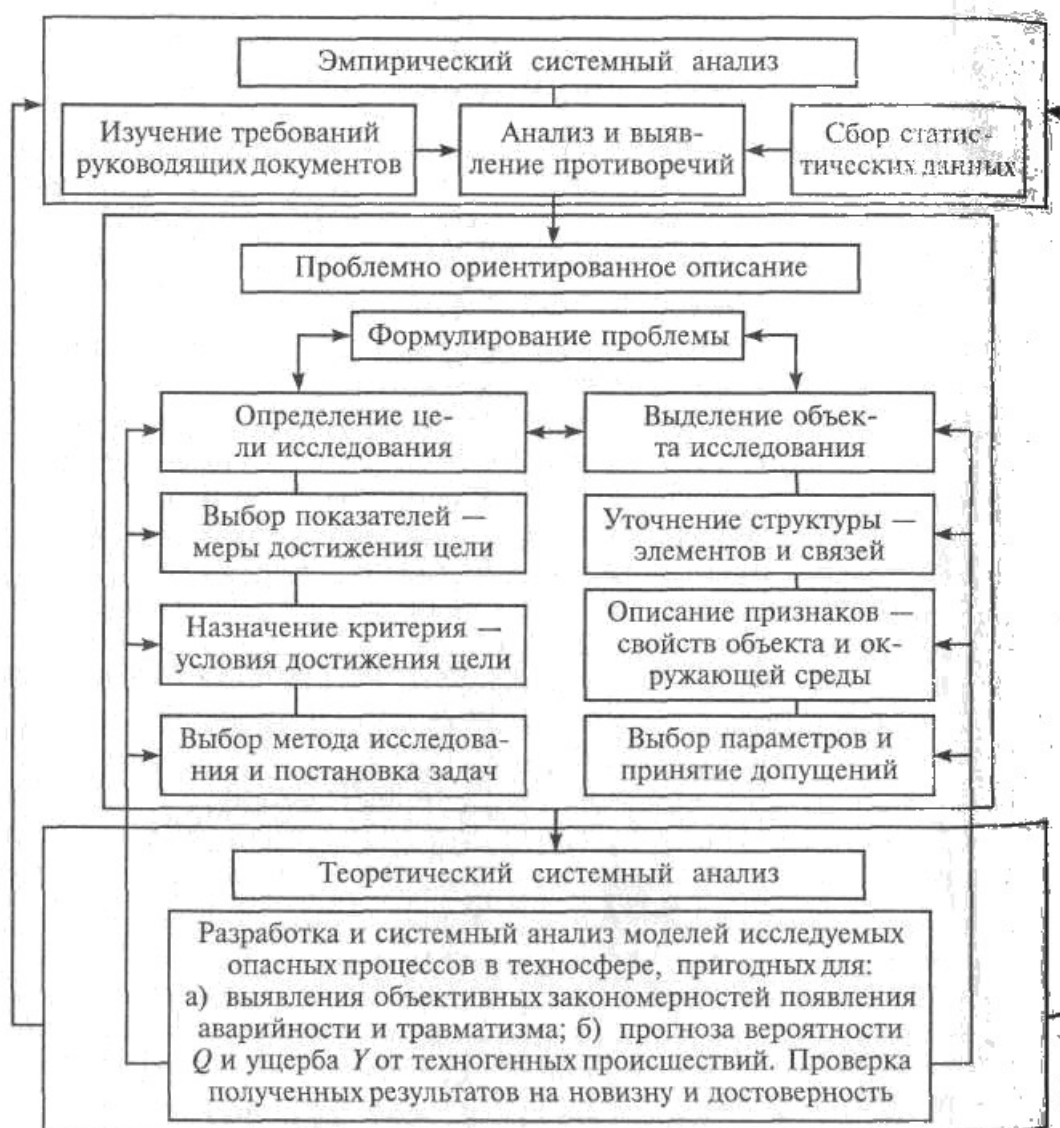 Эмпирический системный анализ
Изучение требований
руководящих документов
Анализ и выяв-
ление противоречий
Сбор статис-
тических данных
Проблемно ориентированное описание
Формулирование проблемы
Определение це-
ли исследования
Выделение объек-
та исследования
Выбор показателей —
меры достижения цели
Уточнение структуры —
элементов и связей
Назначение критерия —
условия достижения цели
Описание признаков —
свойств объекта и ок-
ружающей среды
Выбор метода исследова-
ния и постановка задач
Выбор параметров и
принятие допущений
Теоретический системный анализ
Разработка и системный анализ моделей исследуемых
опасных процессов в техносфере, пригодных для:
а) выявления объективных закономерностей появления
аварийности и травматизма; б) прогноза вероятности
Q и ущерба Y от техногенных происшествий. Проверка
полученных результатов на новизну и достоверность